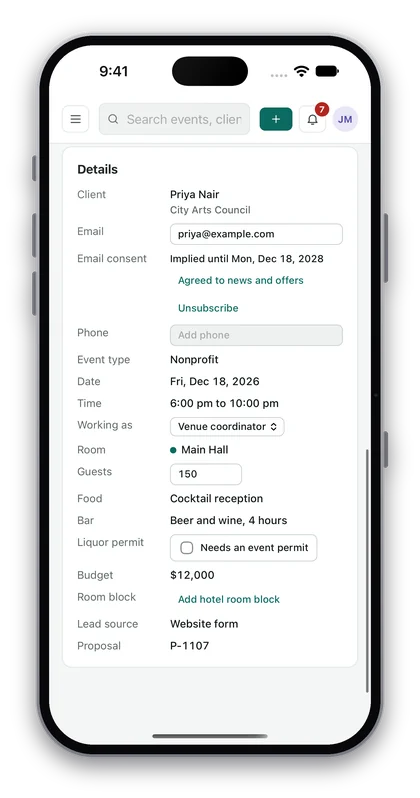 9:41
Search events, clien
+
7
JM
Details
Client
Priya Nair
City Arts Council
Email
priya@example.com
Email consent
Implied until Mon, Dec 18, 2028
Agreed to news and offers
Unsubscribe
Phone
Add phone
Event type
Nonprofit
Date
Fri, Dec 18, 2026
Time
6:00 pm to 10:00 pm
Working as
Venue coordinator
Room
Main Hall
Guests
150
Food
Cocktail reception
Bar
Beer and wine, 4 hours
Liquor permit
Needs an event permit
Budget
$12,000
Room block
Add hotel room block
Lead source
Website form
Proposal
P-1107